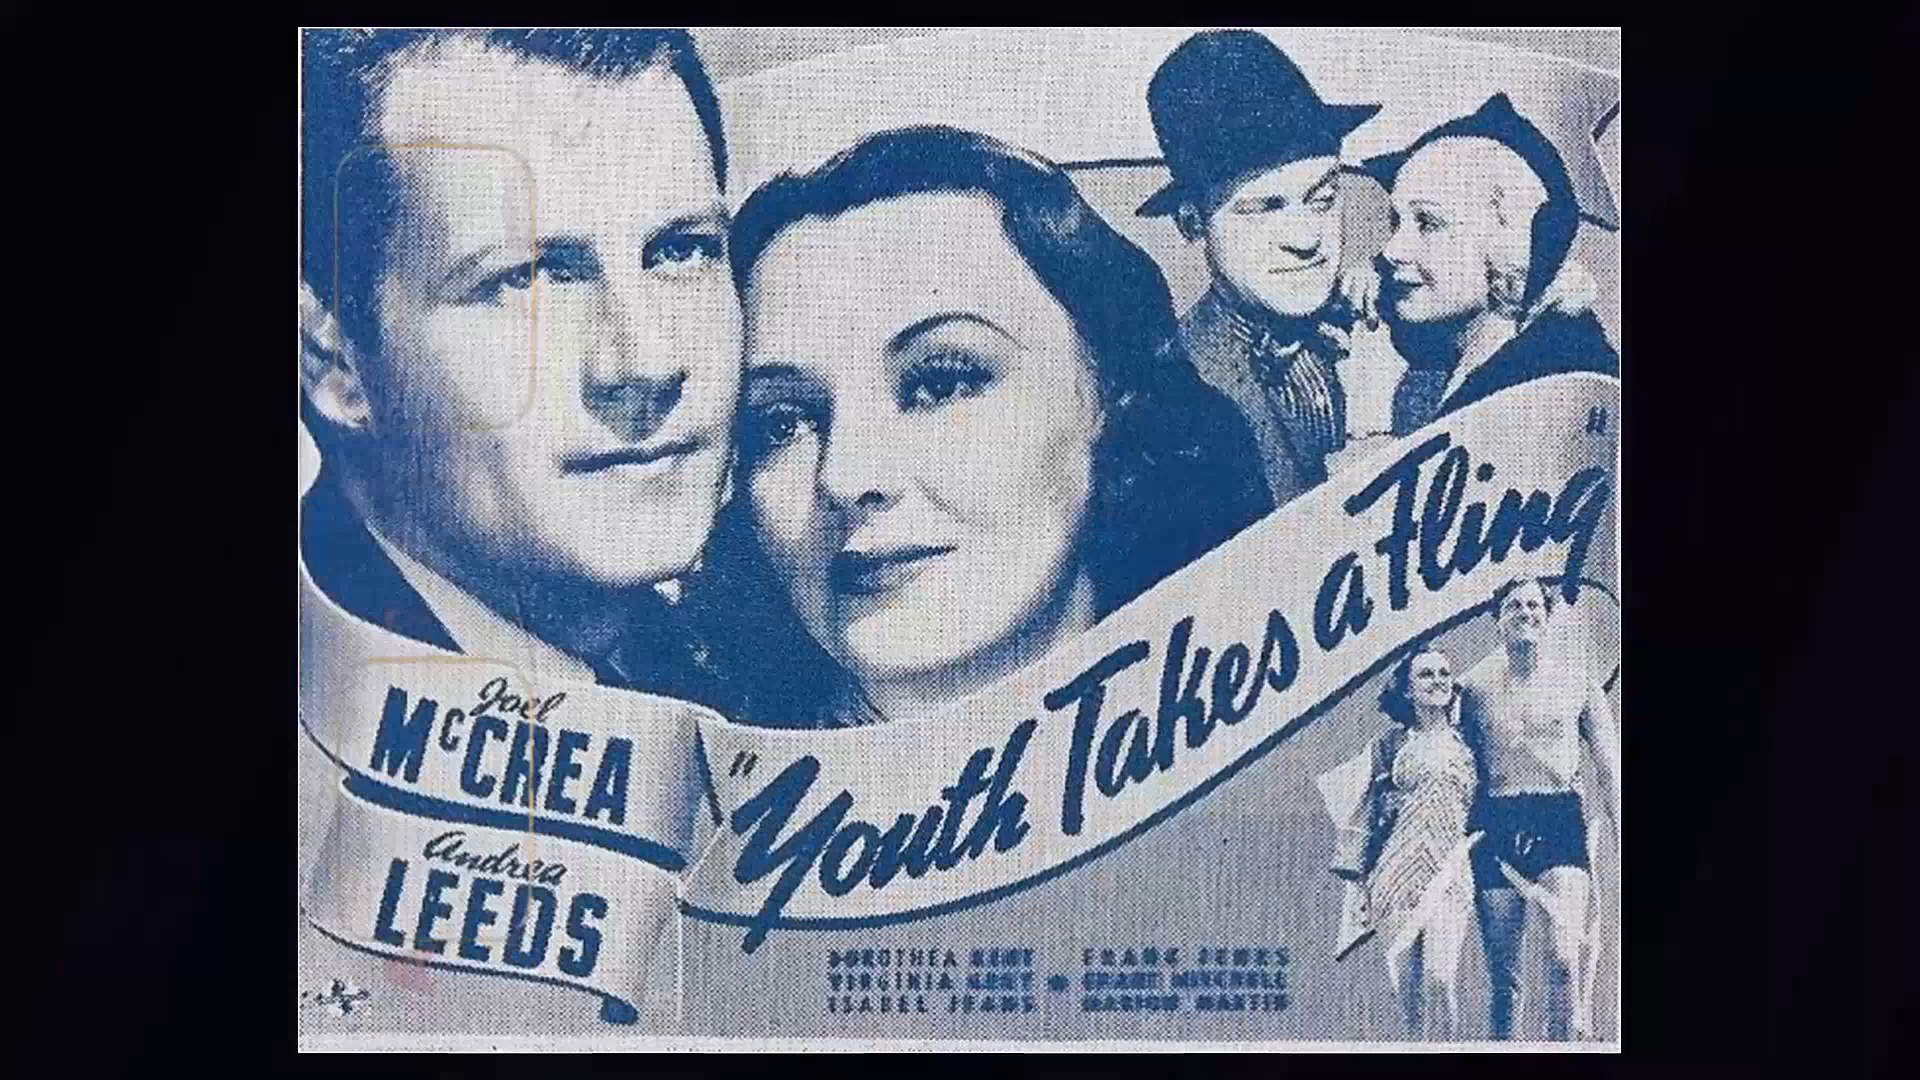 Joel
McCREA
Andrea
LEEDS
"Youth Takes a Fling"
DOROTHEA KENT FRANK JENKS
VIRGINIA GREY GRANT MITCHELL
ISABEL JEANS MARION MARTIN